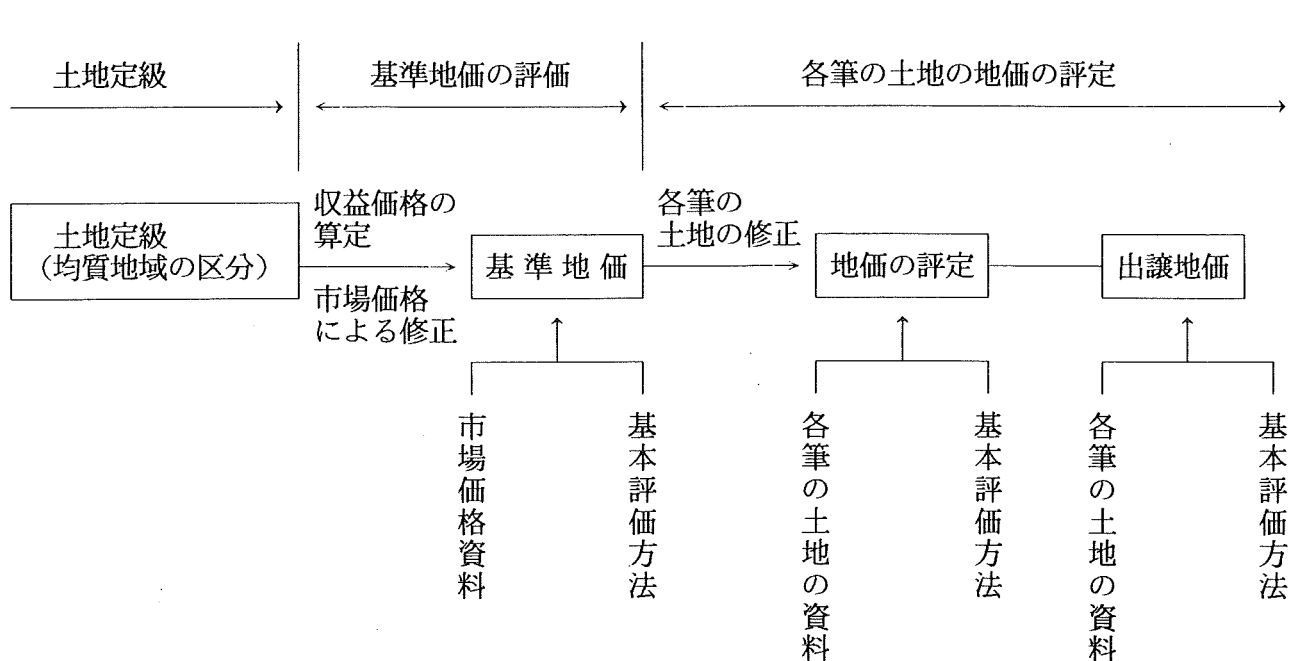 土地定級
基準地価の評価
各筆の土地の地価の評定
土地定級
（均質地域の区分）
収益価格の
算定
市場価格
による修正
基準地価
各筆の
土地の修正
地価の評定
出譲地価
市場価格資料
基本評価方法
各筆の土地の資料
基本評価方法
各筆の土地の資料
基本評価方法